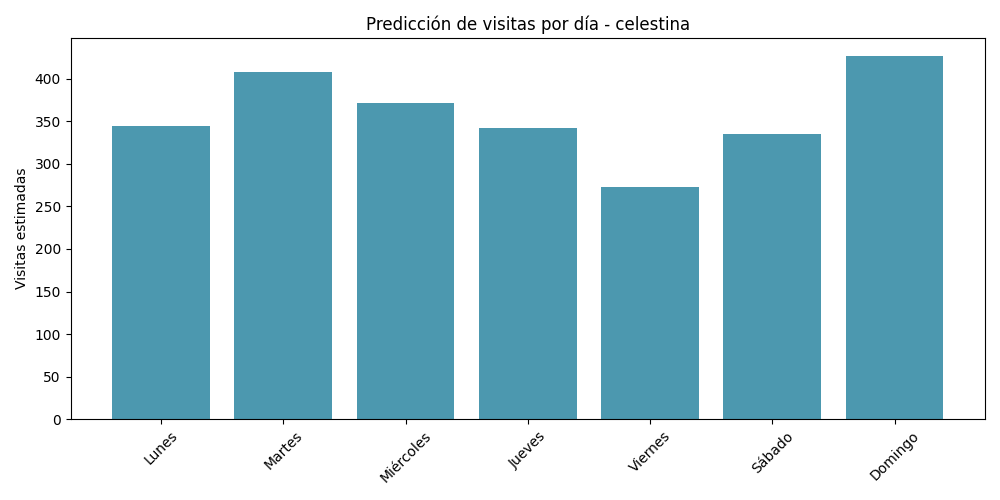 Predicción de visitas por día - celestina
Visitas estimadas
400
350
300
250
200
150
100
50
0
Lunes
Martes
Miércoles
Jueves
Viernes
Sábado
Domingo